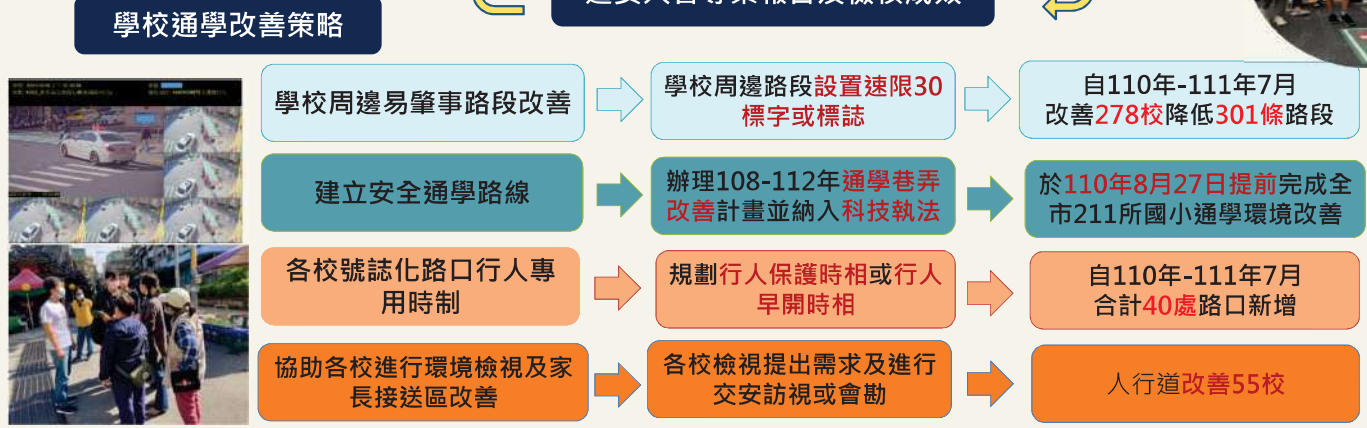 學校通學改善策略
學校周邊易肇事路段改善
學校周邊路段設置速限30
標字或標誌
自110年-111年7月
改善278校降低301條路段
建立安全通學路線
辦理108-112年通學巷弄
改善計畫並納入科技執法
於110年8月27日提前完成全
市211所國小通學環境改善
各校號誌化路口行人專
用時制
規劃行人保護時相或行人
早開時相
自110年-111年7月
合計40處路口新增
協助各校進行環境檢視及家
長接送區改善
各校檢視提出需求及進行
交安訪視或會勘
人行道改善55校